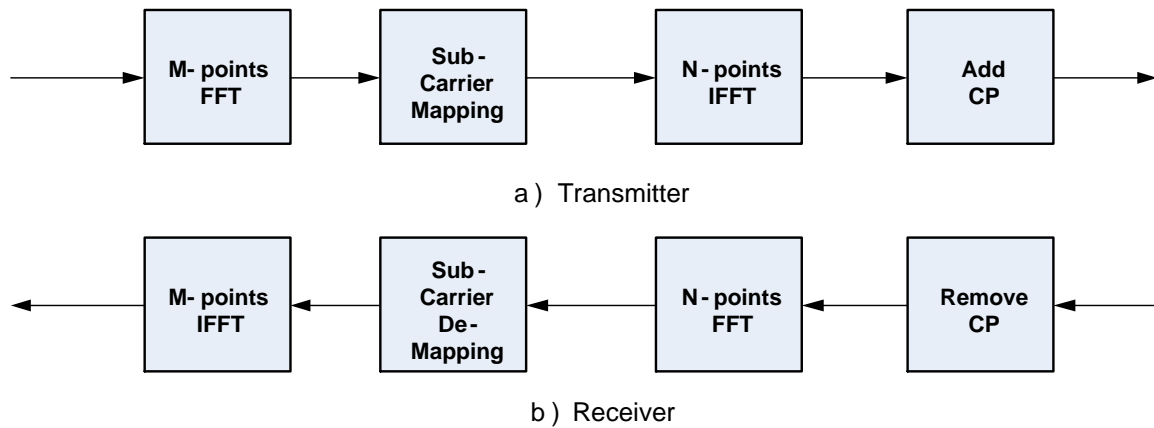 M- points
FFT
Sub-
Carrier
Mapping
N- points
IFFT
Add
CP
a) Transmitter
M- points
IFFT
Sub-
Carrier
De-
Mapping
N- points
FFT
Remove
CP
b) Receiver